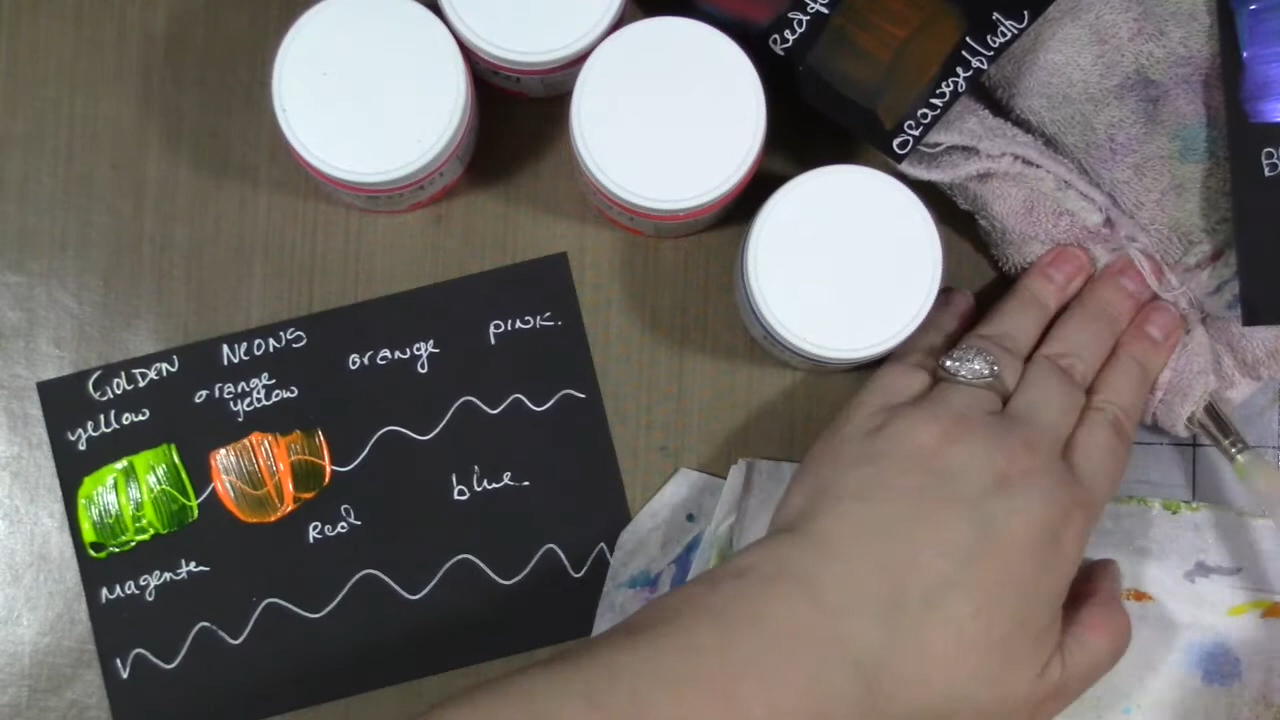 GOLDEN NEONS
yellow orange yellow orange pink.
Magenta Red blue.
Red
orange flash
B